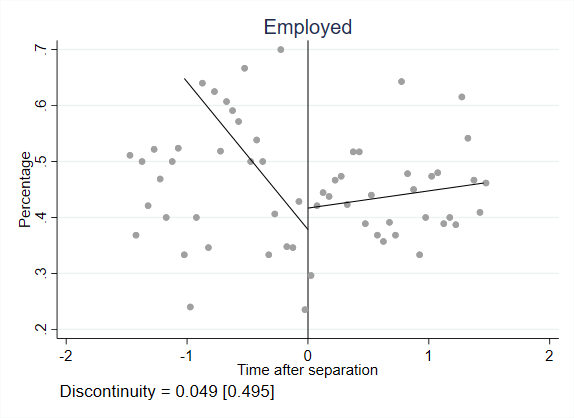 Employed
Percentage
.7
.6
.5
.4
.3
.2
-2 -1 0 1 2
Time after separation
Discontinuity = 0.049 [0.495]